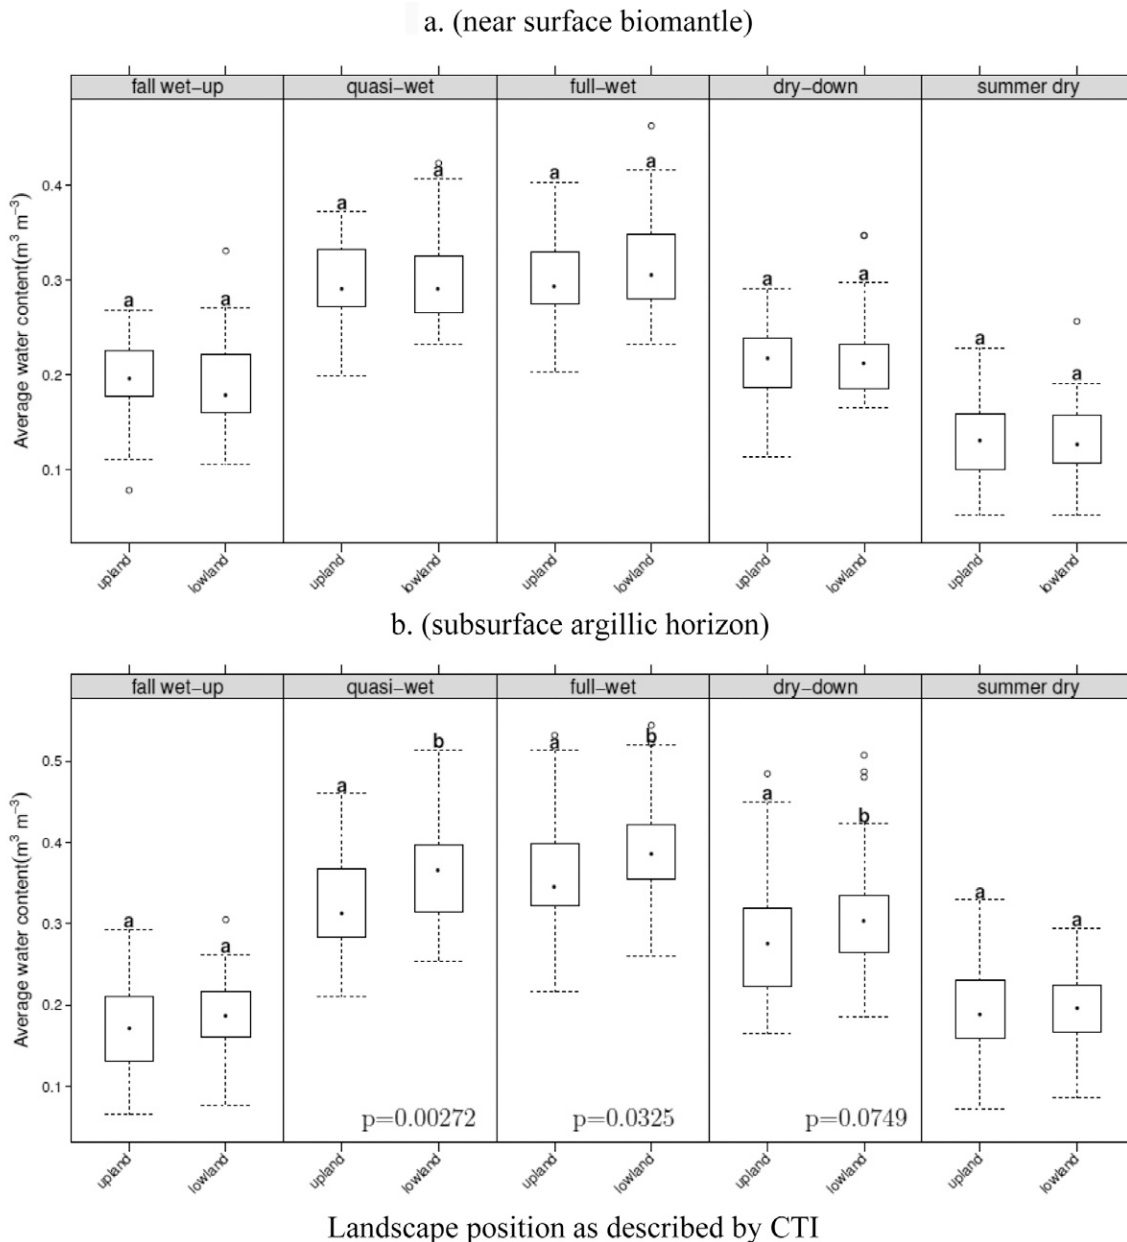 a. (near surface biomantle)
fall wet-up quasi-wet full-wet dry-down summer dry
Average water content(m³ m⁻³)
0.4
0.3
0.2
0.1
a a a a a a a a a a
upland lowland upland lowland upland lowland upland lowland upland lowland
b. (subsurface argillic horizon)
fall wet-up quasi-wet full-wet dry-down summer dry
Average water content(m³ m⁻³)
0.5
0.4
0.3
0.2
0.1
a a a b a b a b a a
p=0.00272 p=0.0325 p=0.0749
upland lowland upland lowland upland lowland upland lowland upland lowland
Landscape position as described by CTI